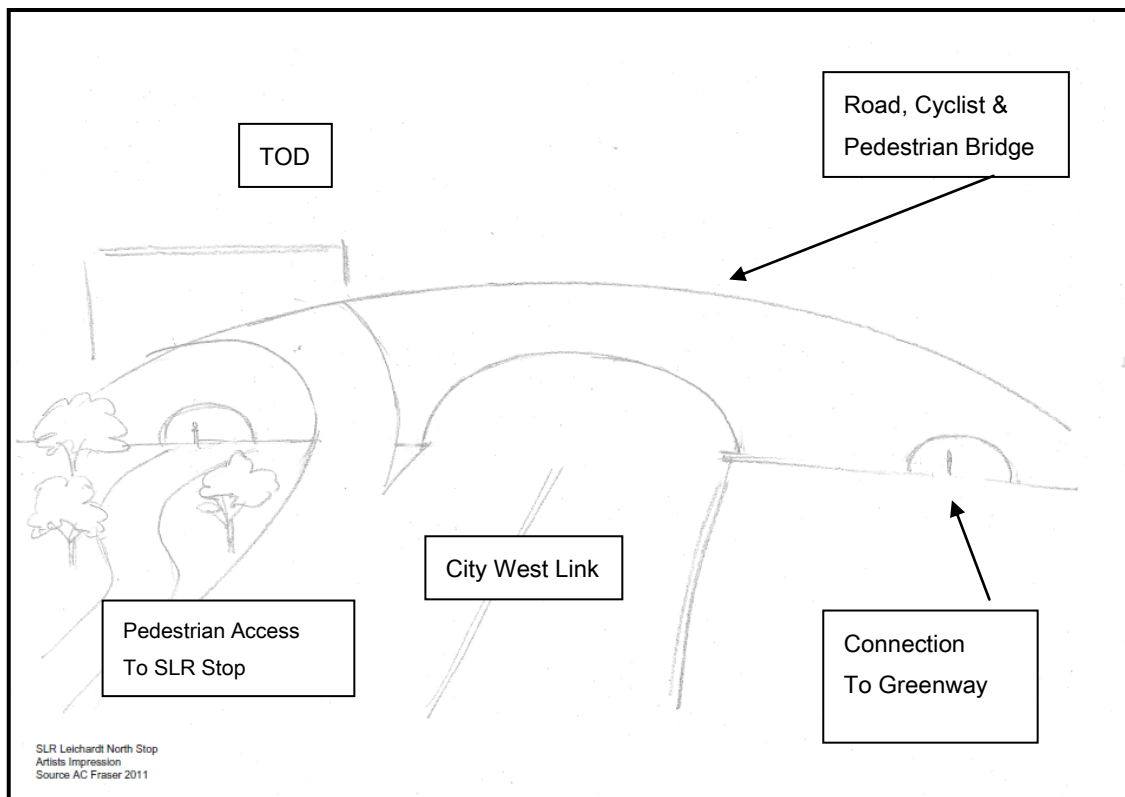 TOD
Road, Cyclist &
Pedestrian Bridge
City West Link
Pedestrian Access
To SLR Stop
Connection
To Greenway
SLR Leichardt North Stop
Artists Impression
Source AC Fraser 2011